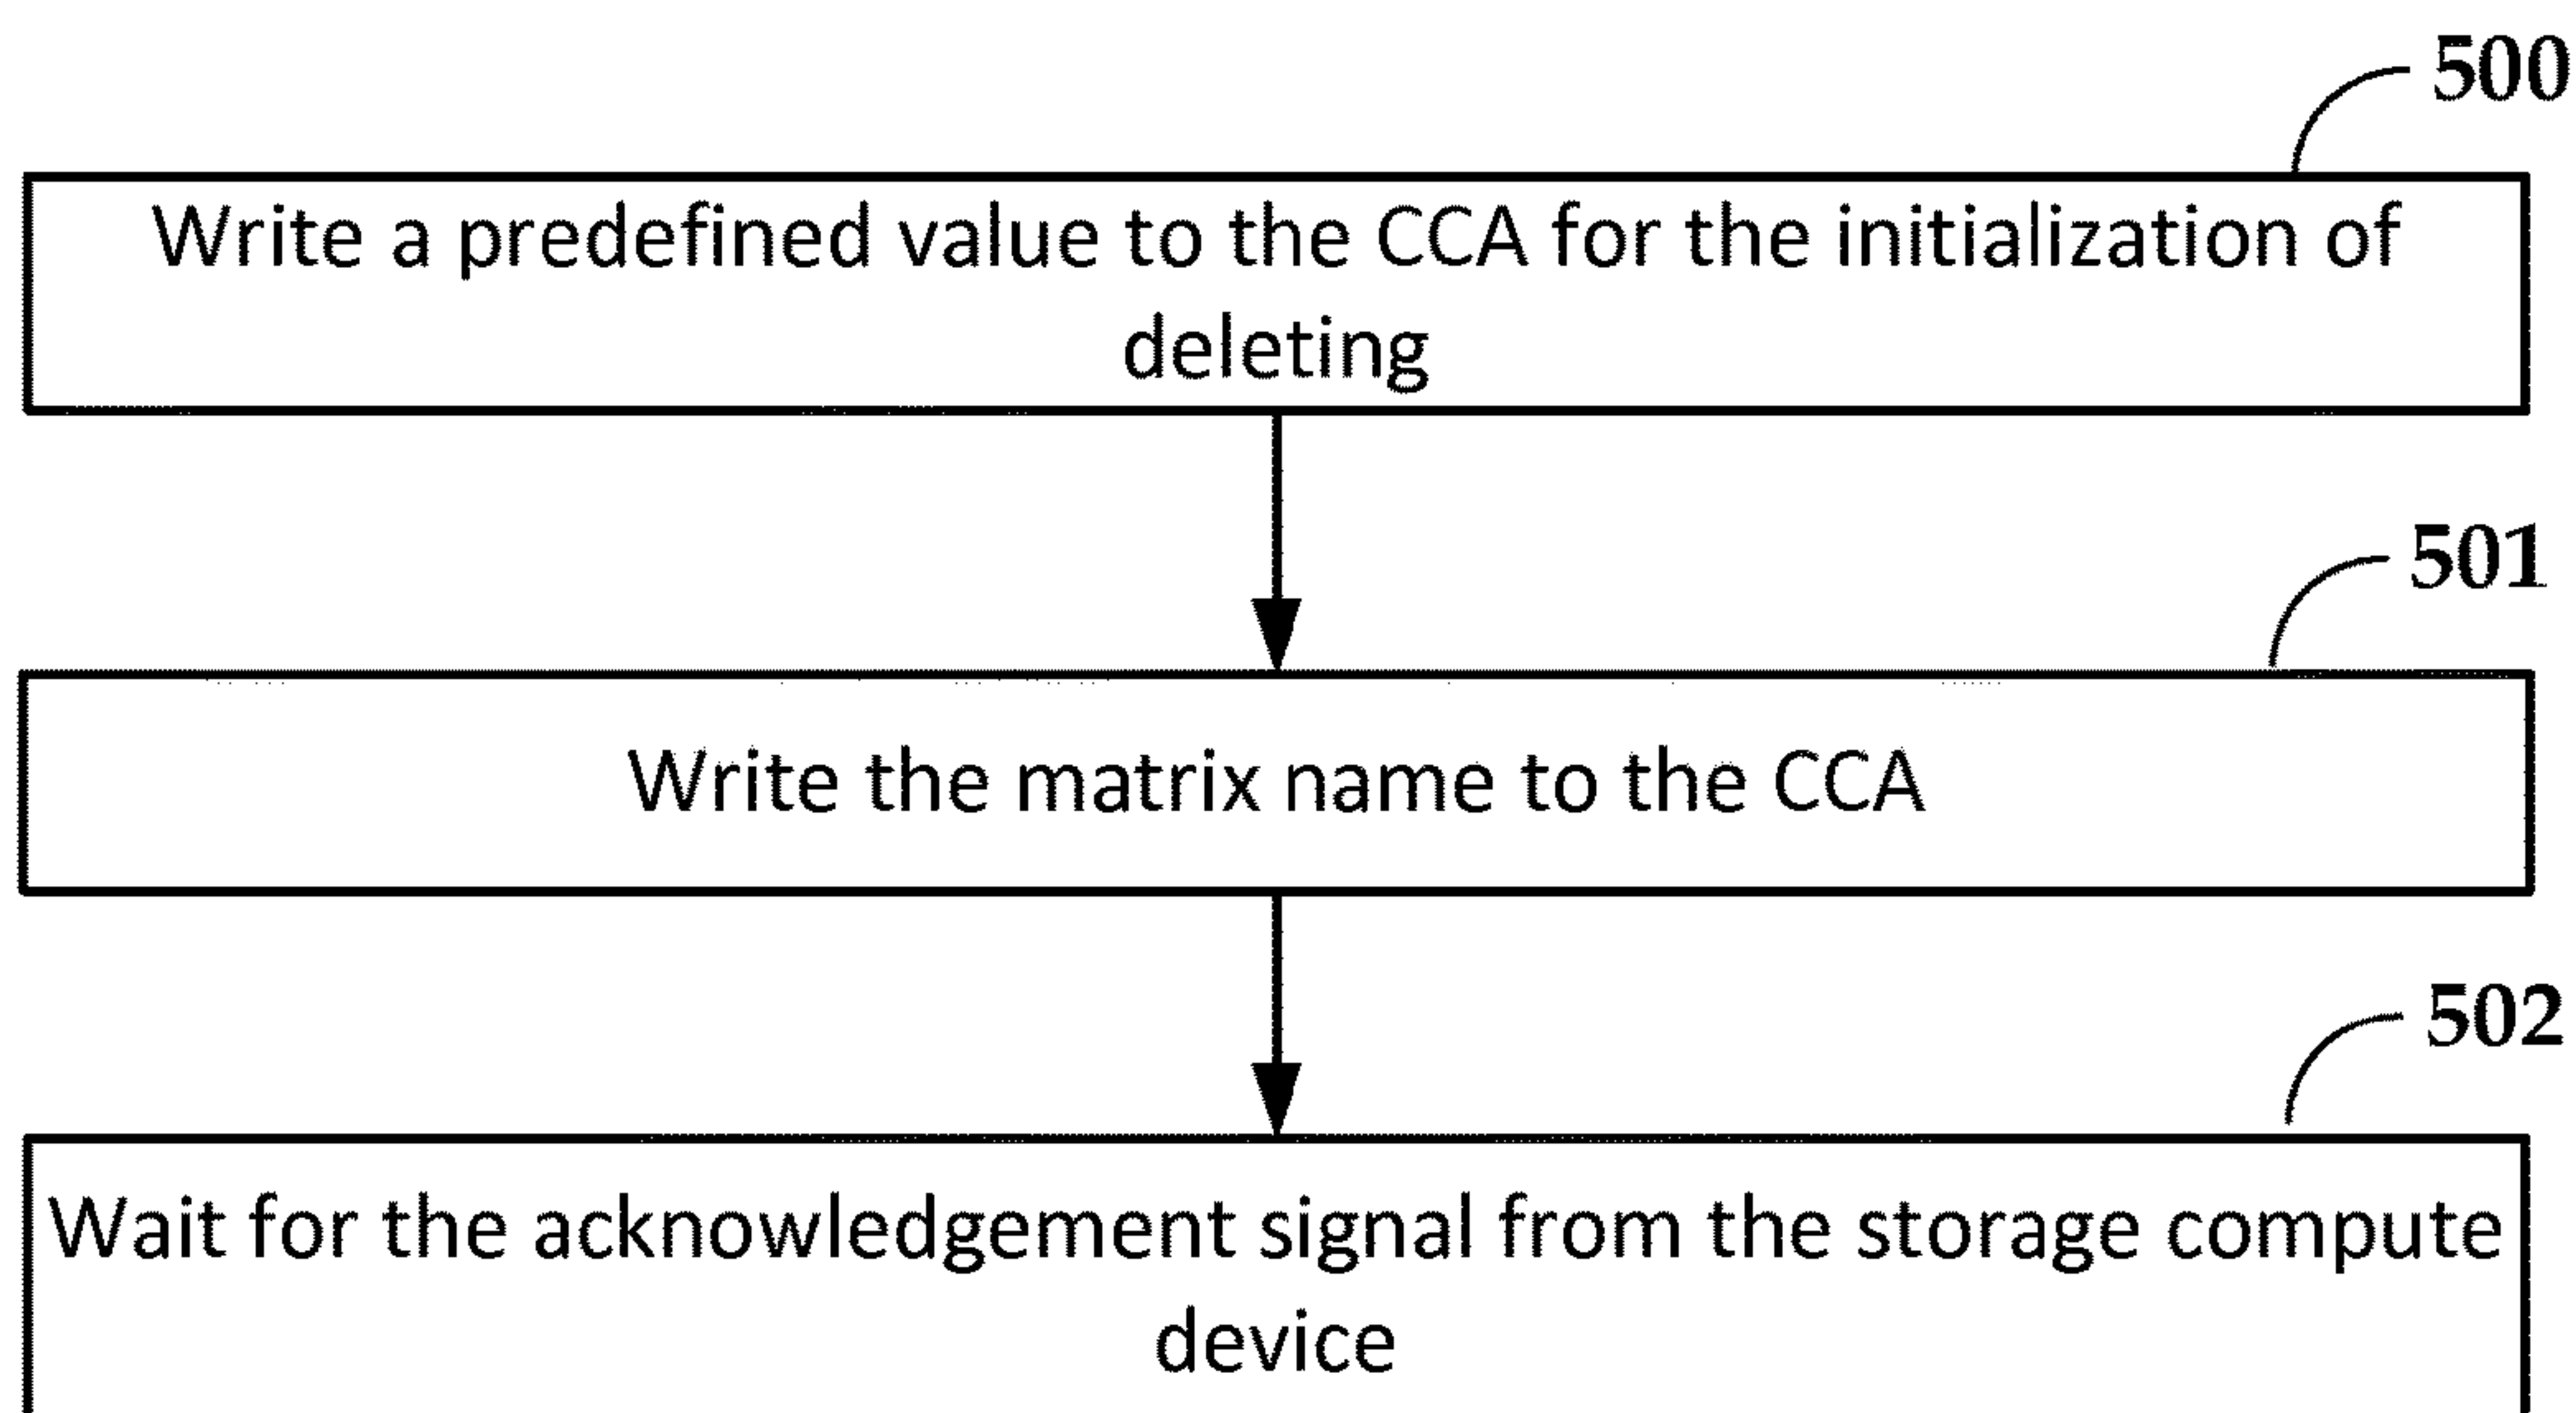 500
Write a predefined value to the CCA for the initialization of
deleting
501
Write the matrix name to the CCA
502
Wait for the acknowledgement signal from the storage compute
device